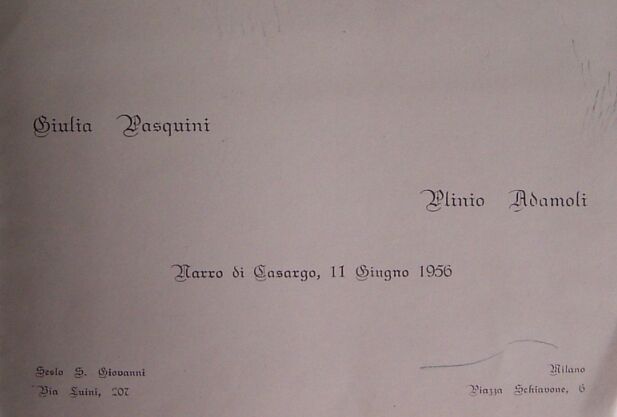 Giulia Pasquini
Plinio Adamoli
Narro di Casargo, 11 Giugno 1956
Sesto S. Giovanni
Via Luini, 207
Milano
Piazza Schiavone, 6